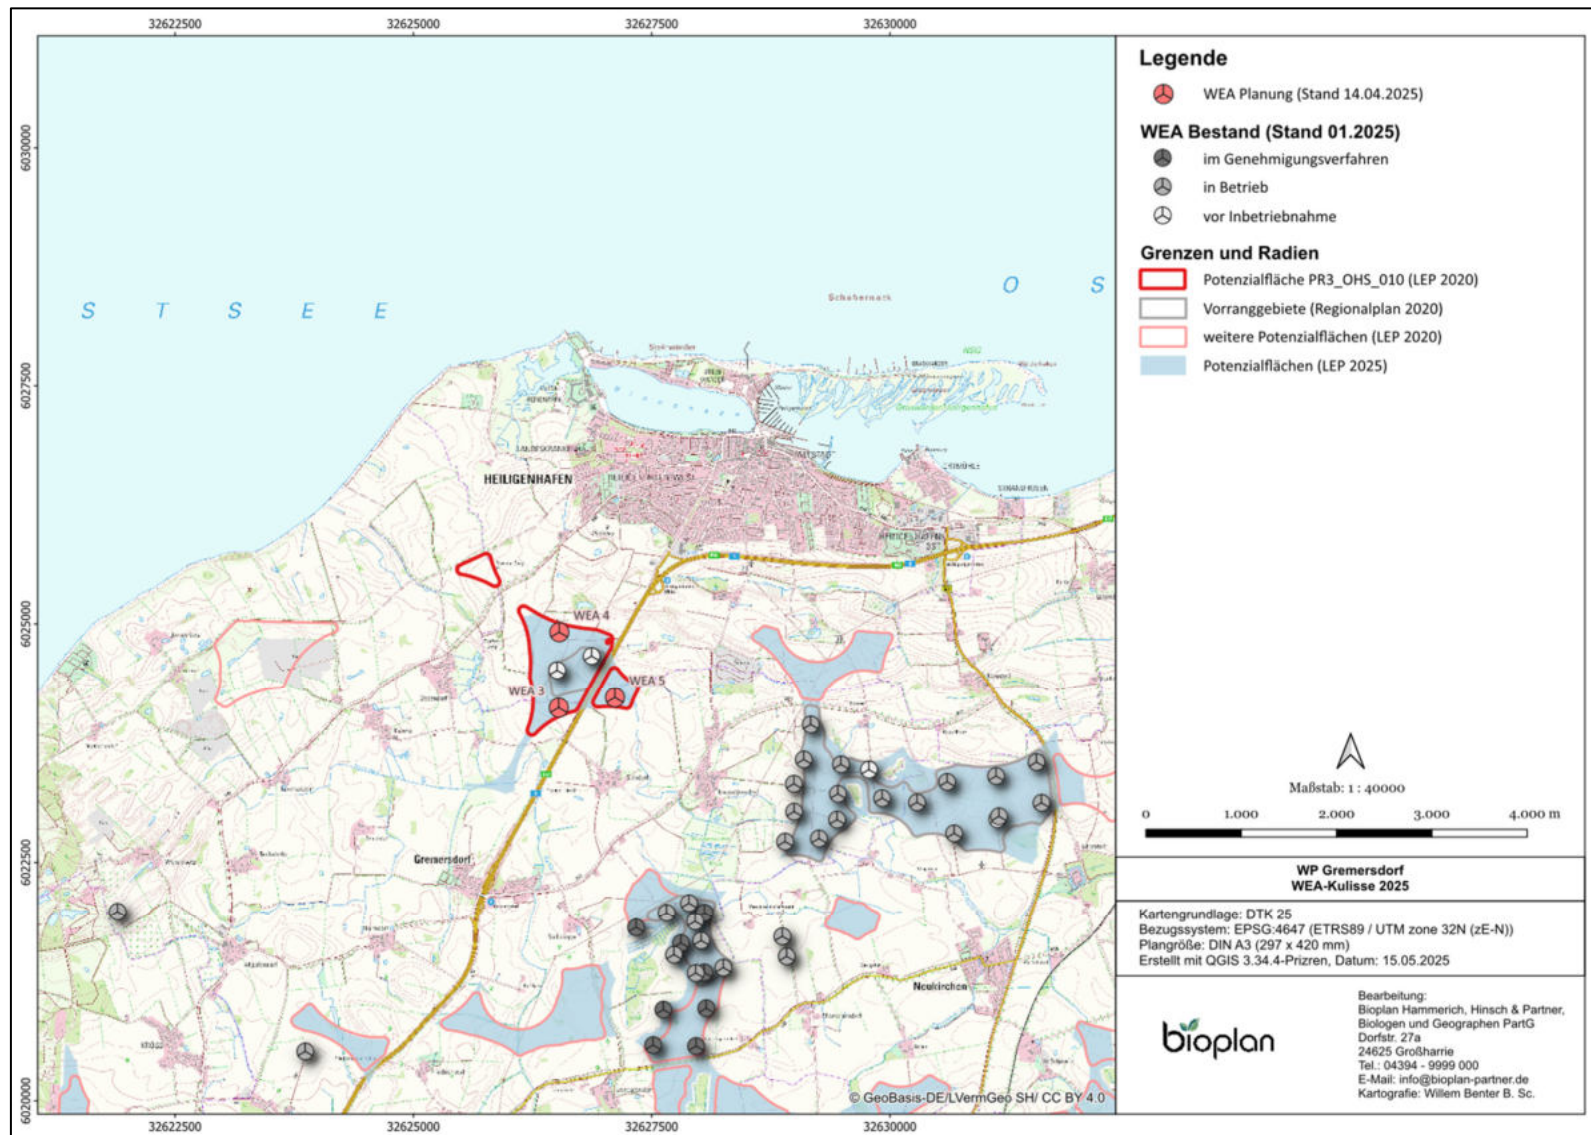 32622500
32625000
32627500
32630000
6030000
6027500
6025000
6022500
6020000
S T S E E
O S
Schabernack
NSG
HEILIGENHAFEN
WEA 4
WEA 3
WEA 5
Gremersdorf
Neukirchen
© GeoBasis-DE/LVermGeo SH/ CC BY 4.0
32622500
32625000
32627500
32630000
Legende
WEA Planung (Stand 14.04.2025)
WEA Bestand (Stand 01.2025)
im Genehmigungsverfahren
in Betrieb
vor Inbetriebnahme
Grenzen und Radien
Potenzialfläche PR3_OHS_010 (LEP 2020)
Vorranggebiete (Regionalplan 2020)
weitere Potenzialflächen (LEP 2020)
Potenzialflächen (LEP 2025)
Maßstab: 1 : 40000
0 1.000 2.000 3.000 4.000 m
WP Gremersdorf
WEA-Kulisse 2025
Kartengrundlage: DTK 25
Bezugssystem: EPSG:4647 (ETRS89 / UTM zone 32N (zE-N))
Plangröße: DIN A3 (297 x 420 mm)
Erstellt mit QGIS 3.34.4-Prizren, Datum: 15.05.2025
bioplan
Bearbeitung:
Bioplan Hammerich, Hinsch & Partner,
Biologen und Geographen PartG
Dorfstr. 27a
24625 Großharrie
Tel.: 04394 - 9999 000
E-Mail: info@bioplan-partner.de
Kartografie: Willem Benter B. Sc.